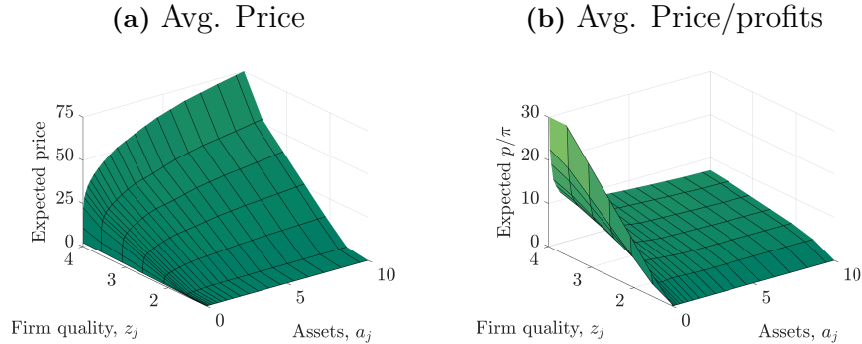 (a) Avg. Price
75
50
25
0
Expected price
4
3
2
0
5
10
Firm quality, z_j
Assets, a_j
(b) Avg. Price/profits
30
20
10
0
Expected p/π
4
3
2
0
5
10
Firm quality, z_j
Assets, a_j